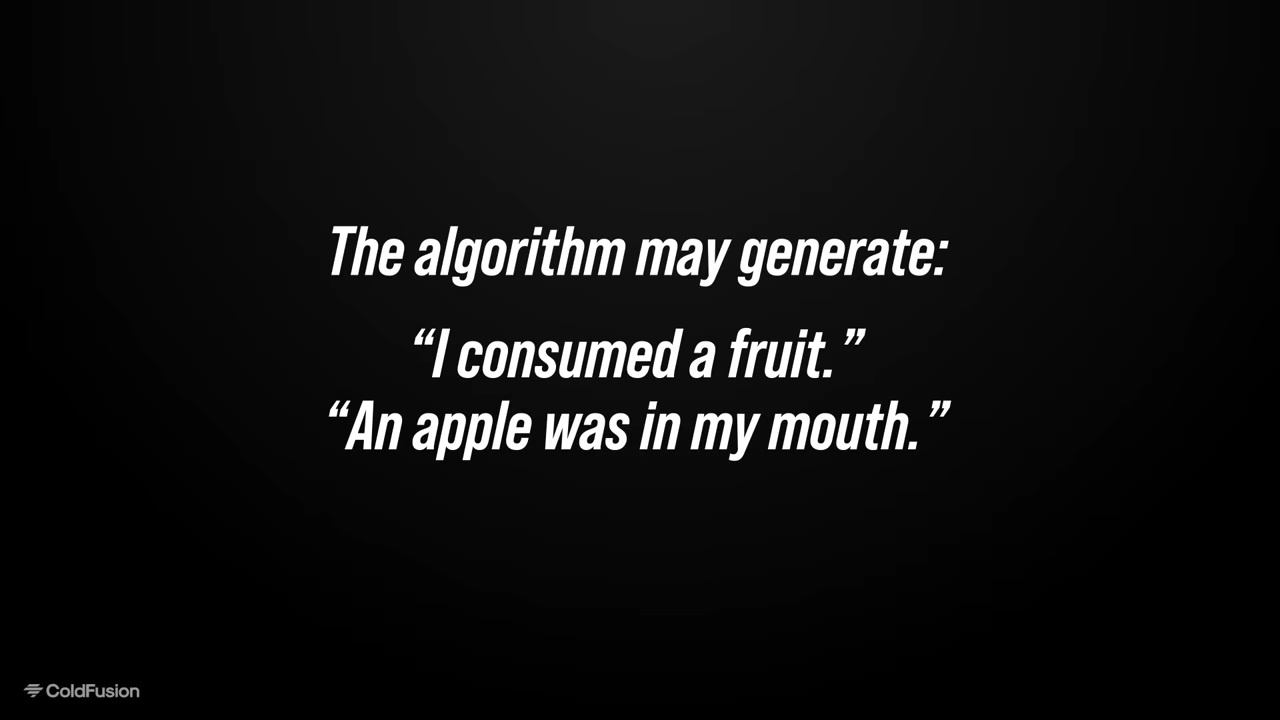 The algorithm may generate:
“I consumed a fruit.”
“An apple was in my mouth.”
ColdFusion